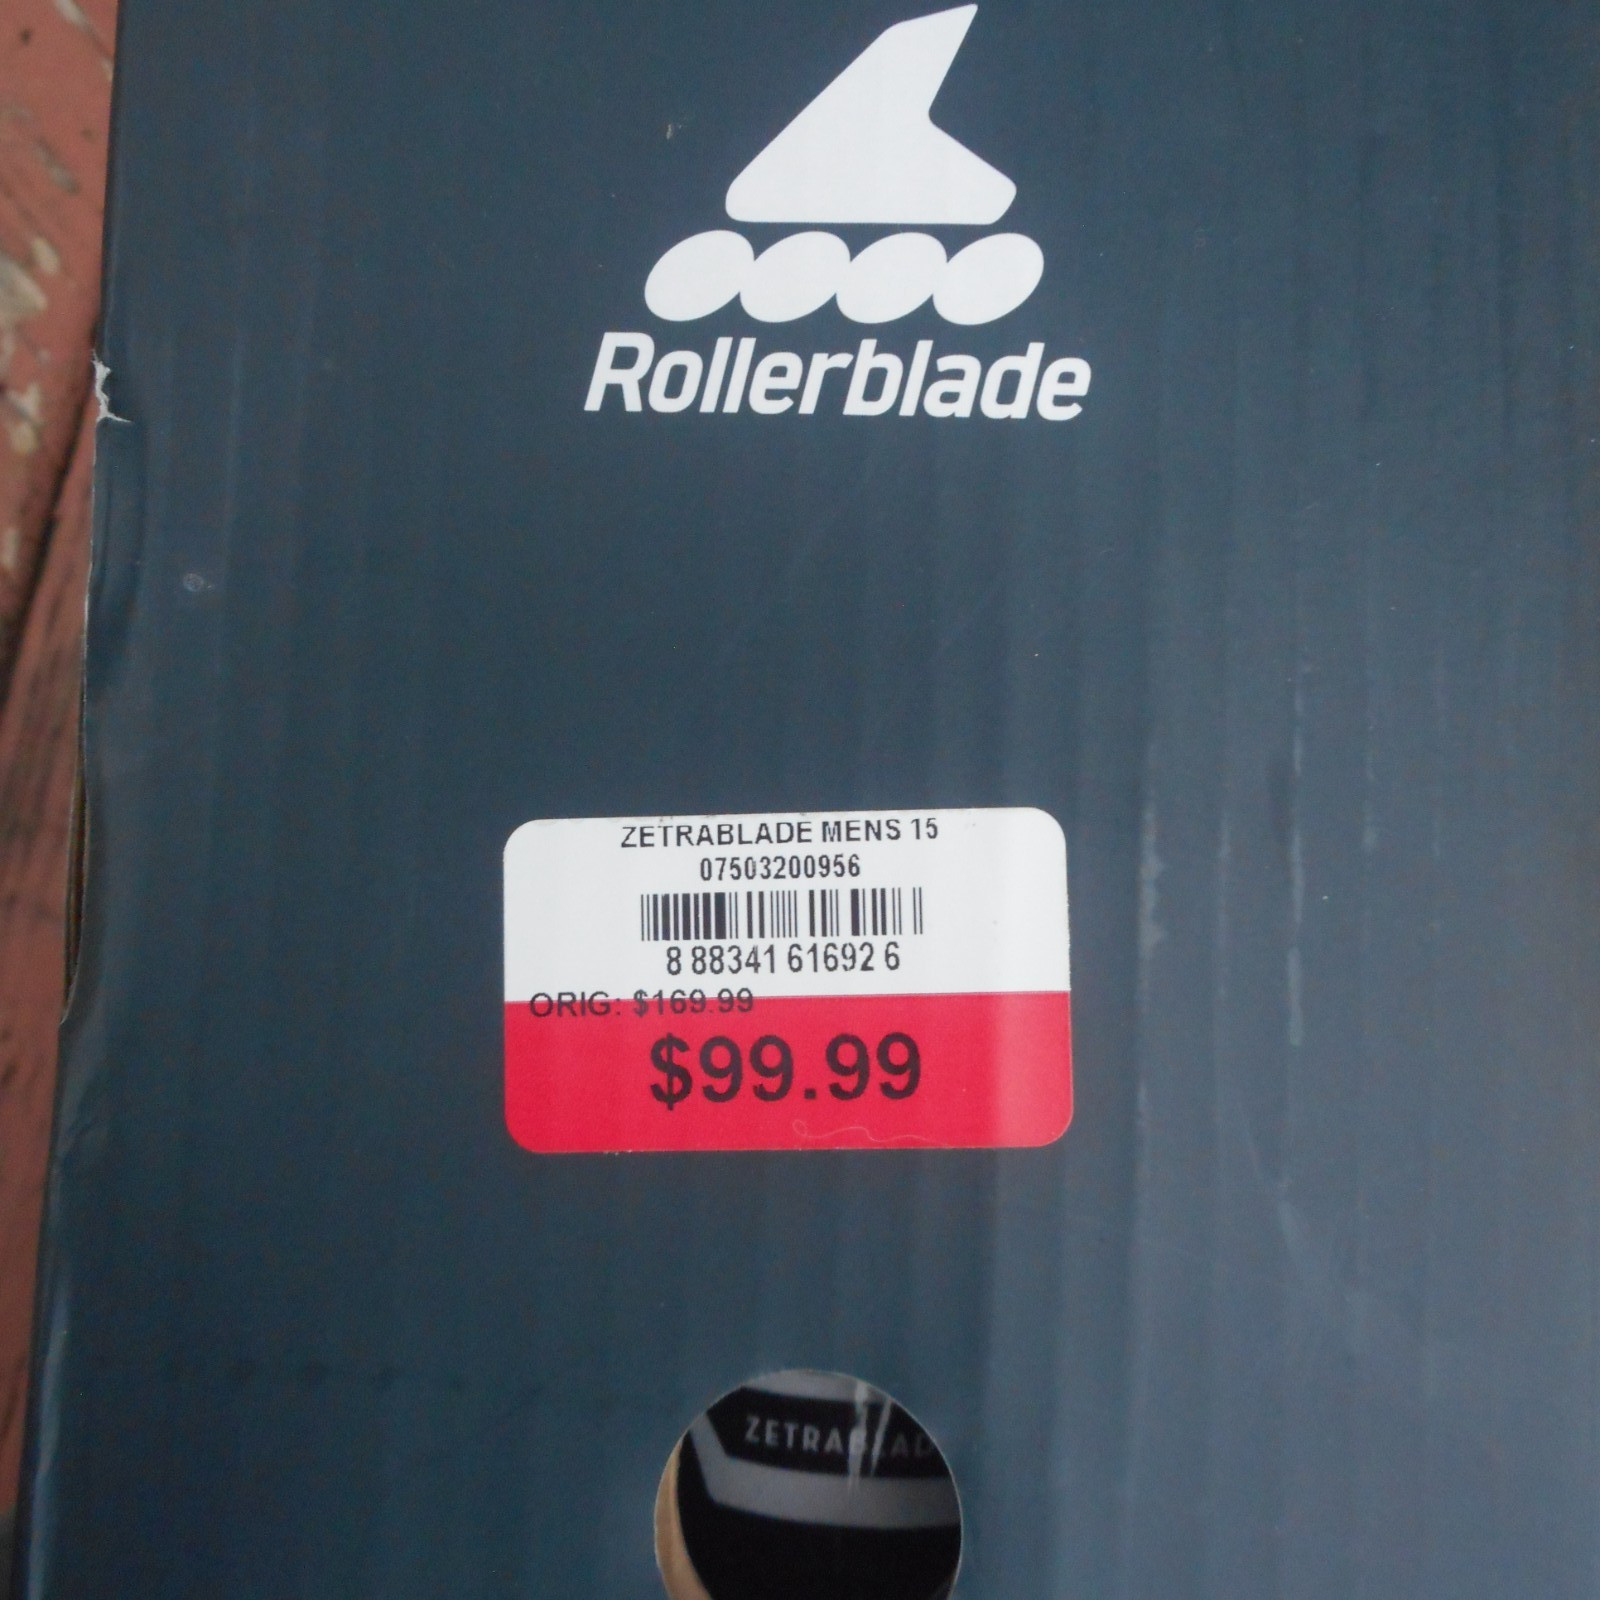 Rollerblade
ZETRABLADE MENS 15
07503200956
8 88341 61692 6
ORIG: $169.99
$99.99
ZETRABLAD